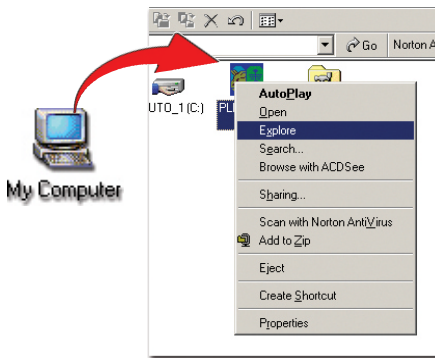 Go Norton A
UTO_1 (C:)
PL
My Computer
AutoPlay
Open
Explore
Search...
Browse with ACDSee
Sharing...
Scan with Norton AntiVirus
Add to Zip
Eject
Create Shortcut
Properties